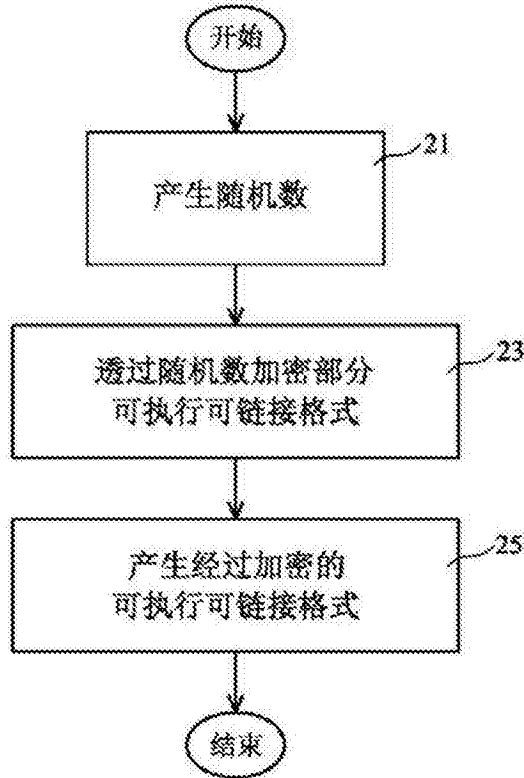 开始
21
产生随机数
23
透过随机数加密部分
可执行可链接格式
25
产生经过加密的
可执行可链接格式
结束